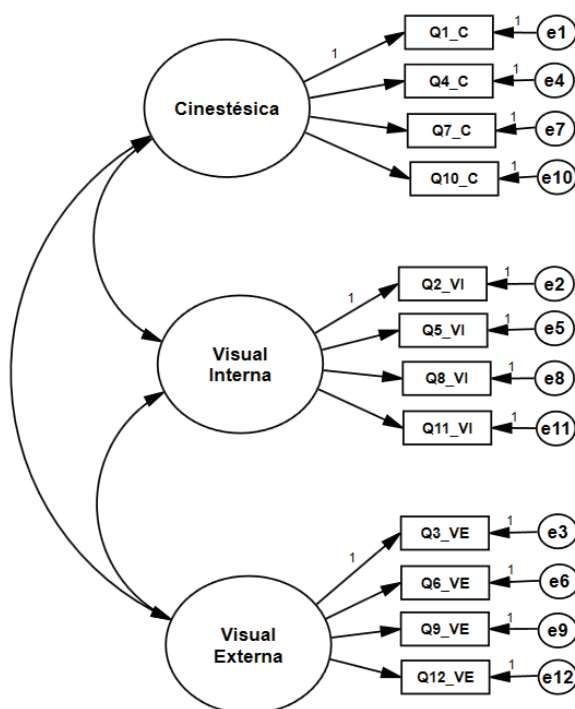 1
Q1_C
1
e1
Q4_C
1
e4
Cinestésica
Q7_C
1
e7
Q10_C
1
e10
1
Q2_VI
1
e2
Q5_VI
1
e5
Visual
Interna
Q8_VI
1
e8
Q11_VI
1
e11
1
Q3_VE
1
e3
Q6_VE
1
e6
Visual
Externa
Q9_VE
1
e9
Q12_VE
1
e12